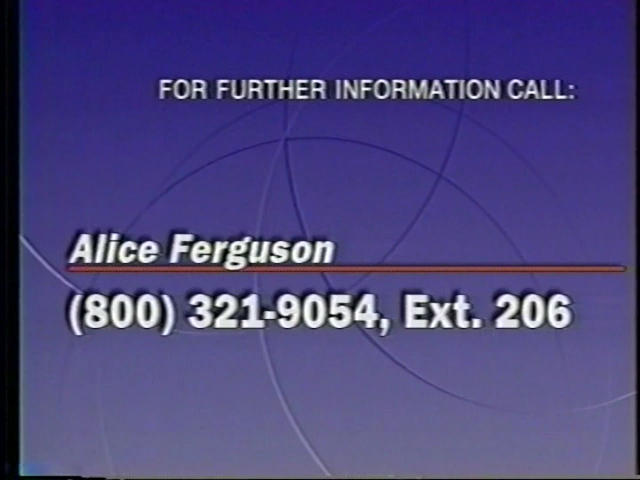 FOR FURTHER INFORMATION CALL:
Alice Ferguson
(800) 321-9054, Ext. 206